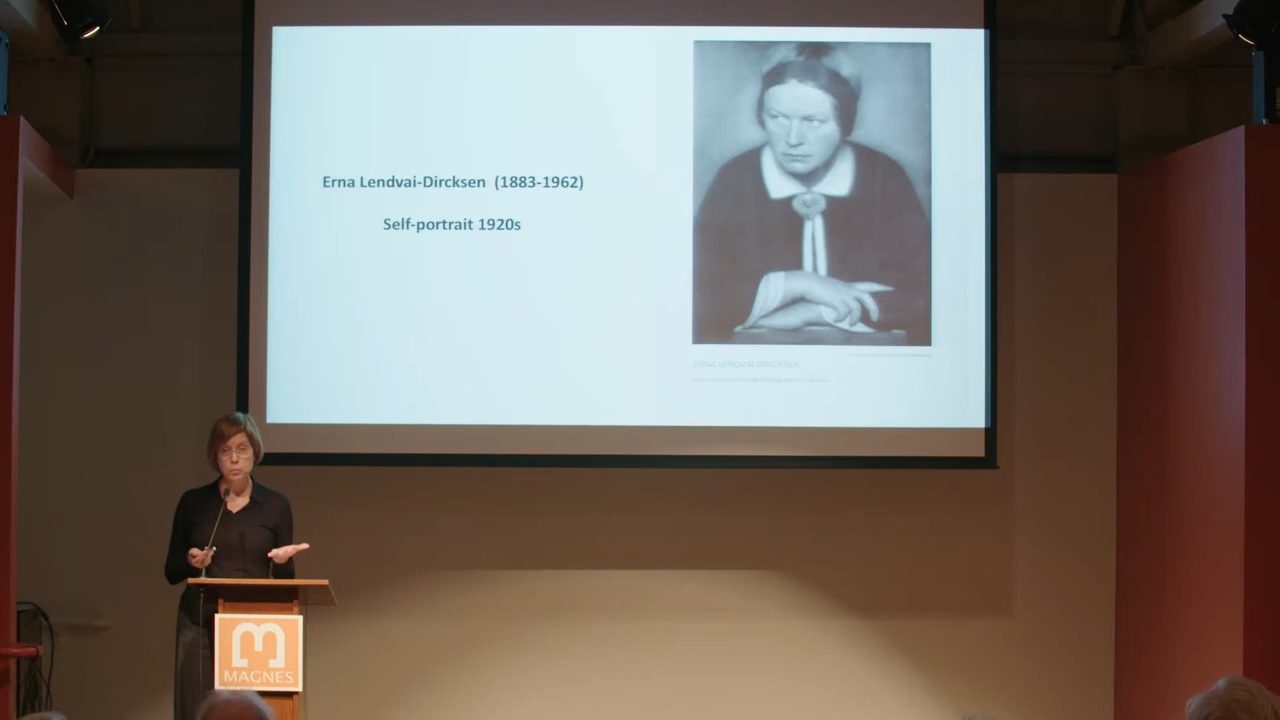 Erna Lendvai-Dircksen (1883-1962)
Self-portrait 1920s
ERNA LENDVAI-DIRCKSEN
MAGNES